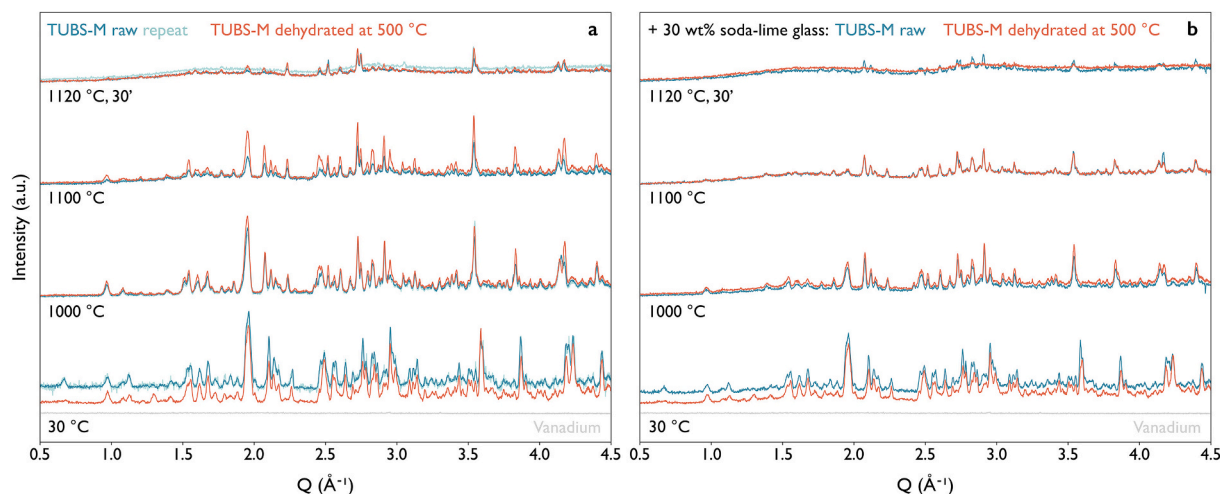 TUBS-M raw repeat TUBS-M dehydrated at 500 °C a
1120 °C, 30’
1100 °C
1000 °C
30 °C
Vanadium
0.5 1.0 1.5 2.0 2.5 3.0 3.5 4.0 4.5
Q (Å⁻¹)
Intensity (a.u.)
+ 30 wt% soda-lime glass: TUBS-M raw TUBS-M dehydrated at 500 °C b
1120 °C, 30’
1100 °C
1000 °C
30 °C
Vanadium
0.5 1.0 1.5 2.0 2.5 3.0 3.5 4.0 4.5
Q (Å⁻¹)